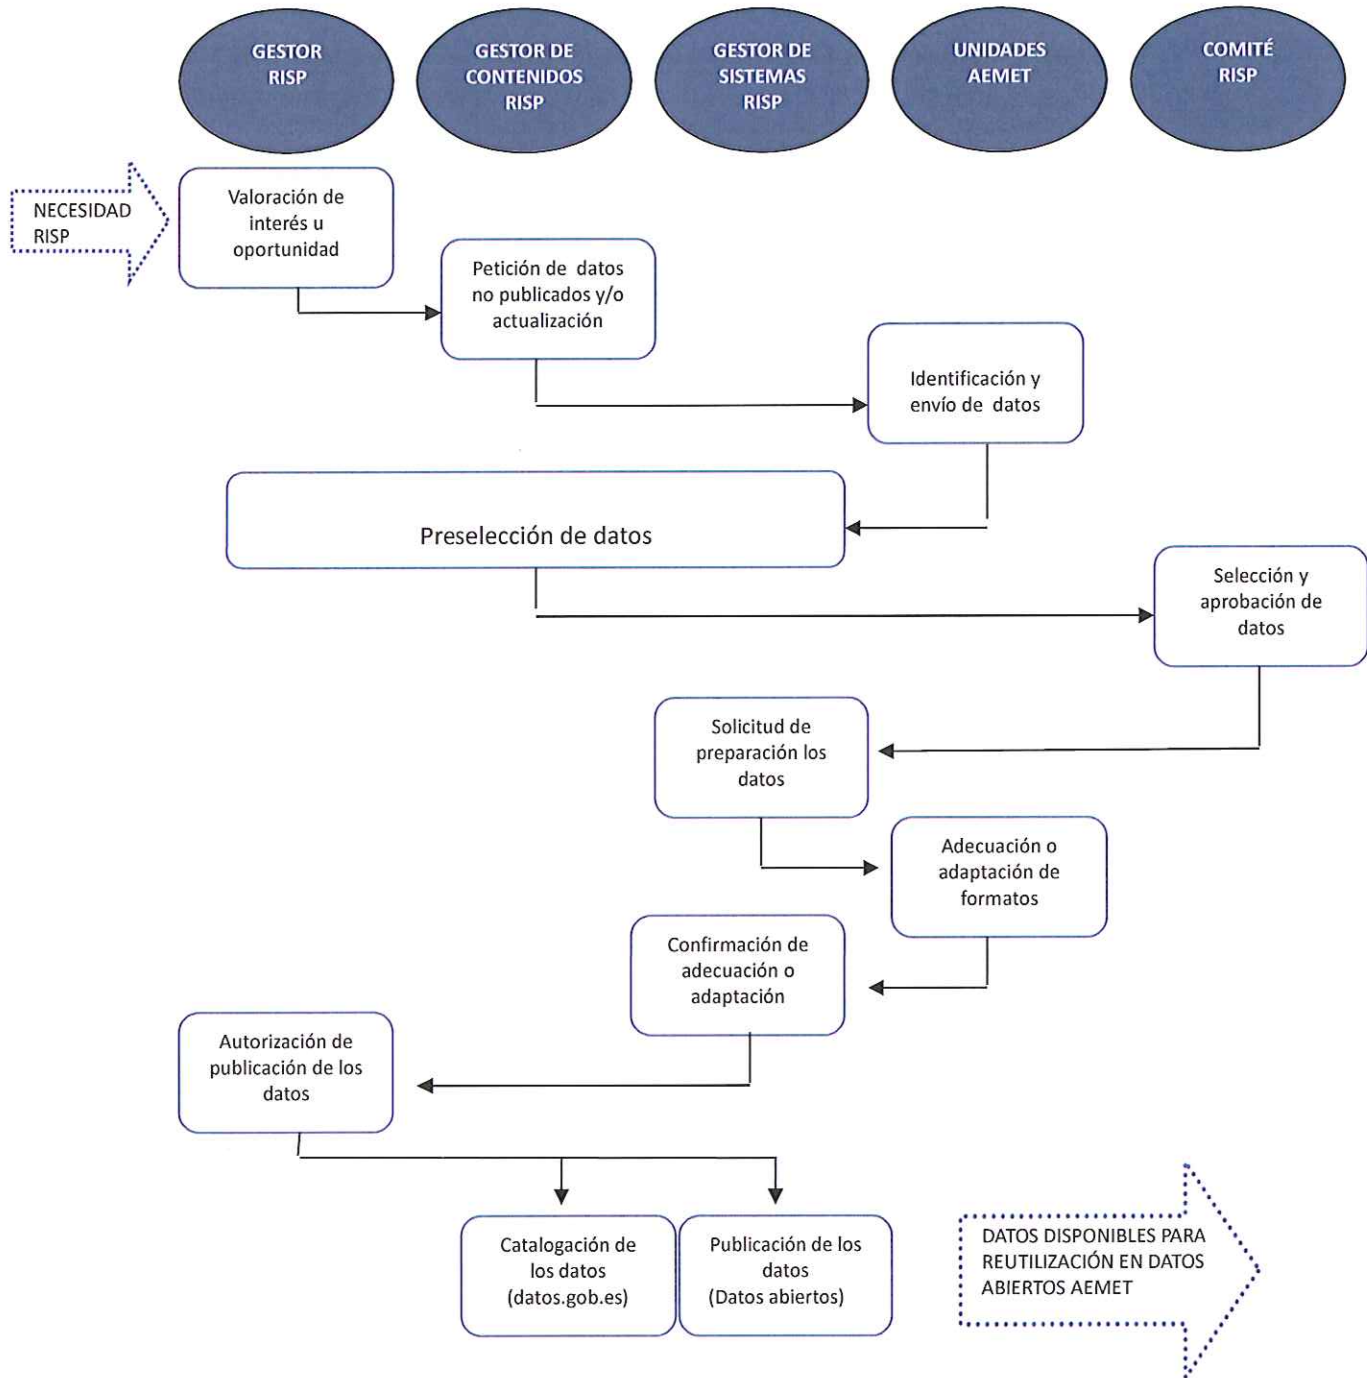 GESTOR
RISP
GESTOR DE
CONTENIDOS
RISP
GESTOR DE
SISTEMAS
RISP
UNIDADES
AEMET
COMITÉ
RISP
NECESIDAD
RISP
Valoración de
interés u
oportunidad
Petición de datos
no publicados y/o
actualización
Identificación y
envío de datos
Preselección de datos
Selección y
aprobación de
datos
Solicitud de
preparación los
datos
Adecuación o
adaptación de
formatos
Confirmación de
adecuación o
adaptación
Autorización de
publicación de los
datos
Catalogación de
los datos
(datos.gob.es)
Publicación de los
datos
(Datos abiertos)
DATOS DISPONIBLES PARA
REUTILIZACIÓN EN DATOS
ABIERTOS AEMET